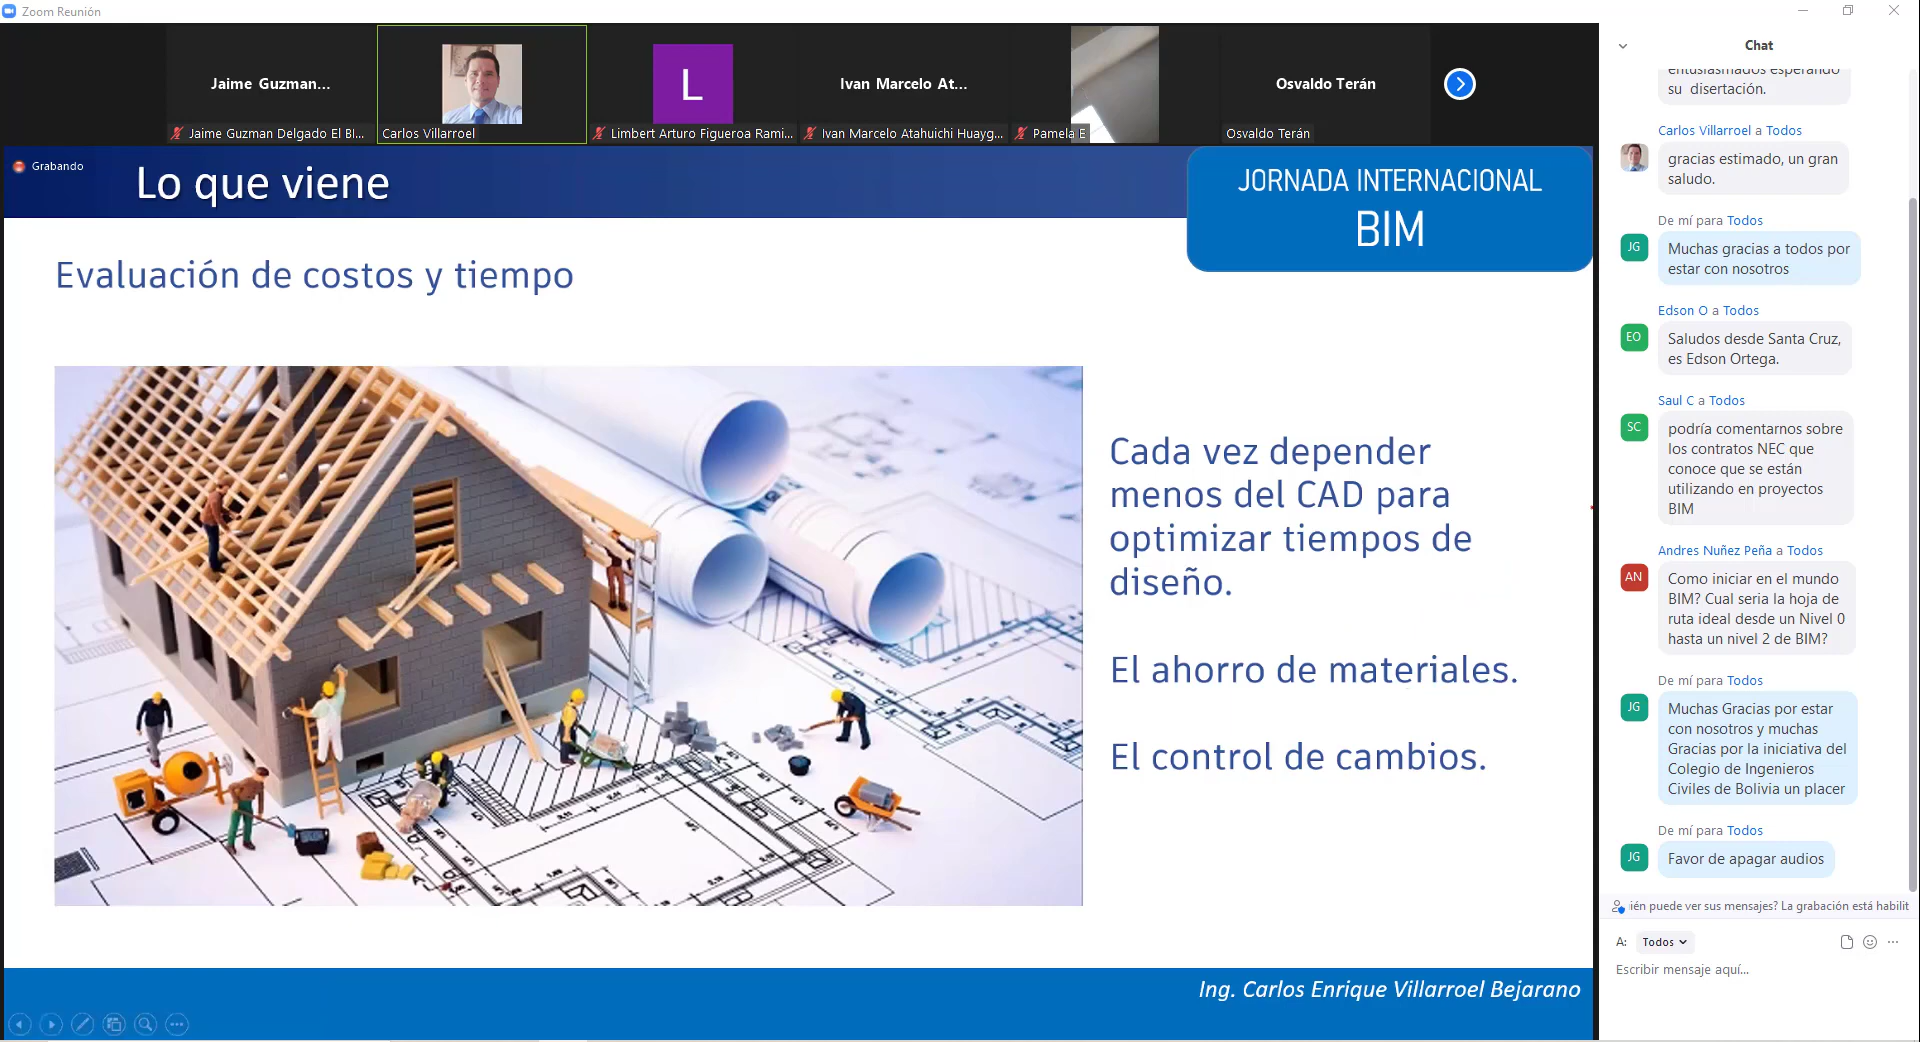 Zoom Reunión
Jaime Guzman...
L
Ivan Marcelo At...
Osvaldo Terán
Jaime Guzman Delgado El BI...
Carlos Villarroel
Limbert Arturo Figueroa Rami...
Ivan Marcelo Atahuichi Huayg...
Pamela E
Osvaldo Terán
Grabando
Lo que viene
JORNADA INTERNACIONAL
BIM
Evaluación de costos y tiempo
Cada vez depender
menos del CAD para
optimizar tiempos de
diseño.
El ahorro de materiales.
El control de cambios.
Ing. Carlos Enrique Villarroel Bejarano
Chat
entusiasmados esperando
su disertación.
Carlos Villarroel a Todos
gracias estimado, un gran
saludo.
De mí para Todos
JG
Muchas gracias a todos por
estar con nosotros
Edson O a Todos
EO
Saludos desde Santa Cruz,
es Edson Ortega.
Saul C a Todos
SC
podría comentarnos sobre
los contratos NEC que
conoce que se están
utilizando en proyectos
BIM
Andres Nuñez Peña a Todos
AN
Como iniciar en el mundo
BIM? Cual seria la hoja de
ruta ideal desde un Nivel 0
hasta un nivel 2 de BIM?
De mí para Todos
JG
Muchas Gracias por estar
con nosotros y muchas
Gracias por la iniciativa del
Colegio de Ingenieros
Civiles de Bolivia un placer
De mí para Todos
JG
Favor de apagar audios
ién puede ver sus mensajes? La grabación está habilit
A: Todos
Escribir mensaje aquí...